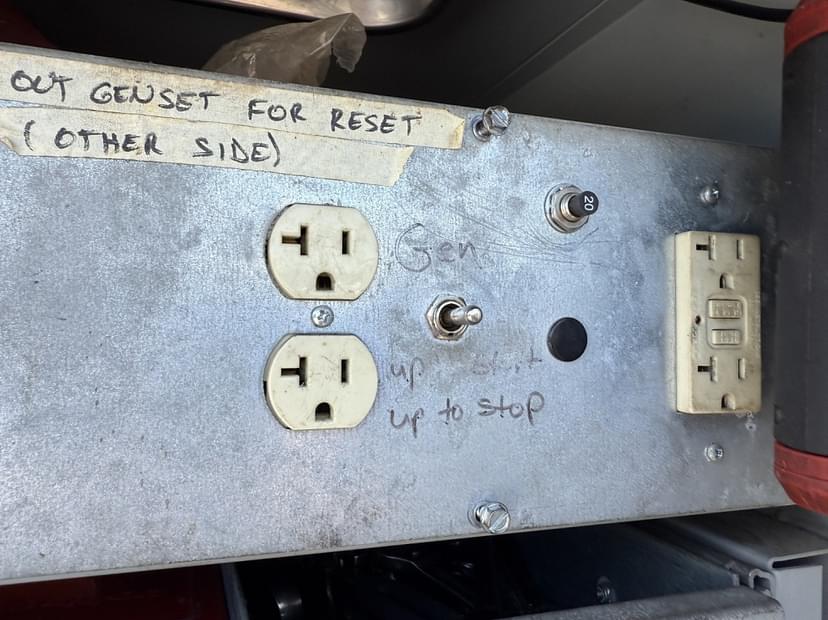 OUT GENSET FOR RESET
(OTHER SIDE)
20
Gen
up
up to stop